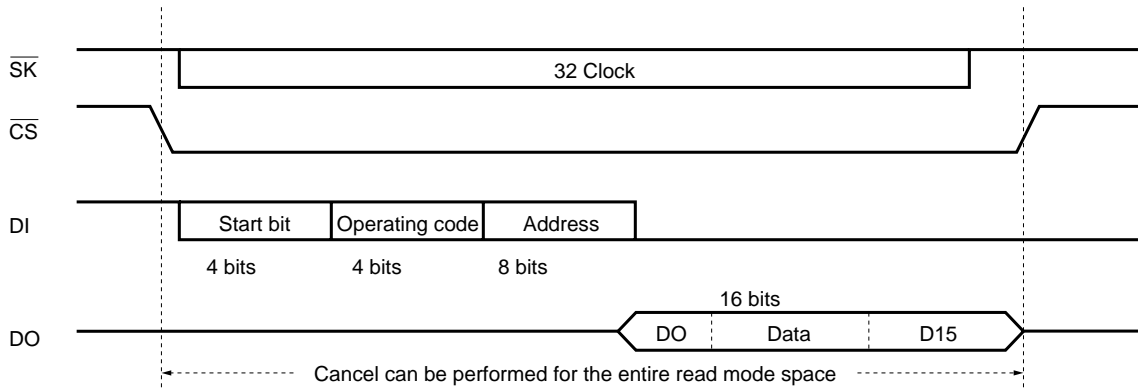 SK
32 Clock
CS
DI
Start bit
Operating code
Address
4 bits
4 bits
8 bits
16 bits
DO
DO
Data
D15
Cancel can be performed for the entire read mode space